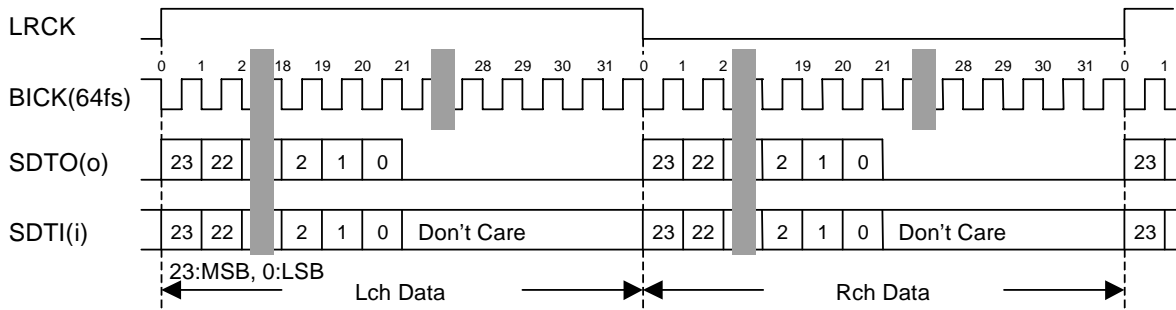 LRCK
0 1 2 18 19 20 21 28 29 30 31 0 1 2 19 20 21 28 29 30 31 0 1
BICK(64fs)
SDTO(o) 23 22 2 1 0 23 22 2 1 0 23
SDTI(i) 23 22 2 1 0 Don't Care 23 22 2 1 0 Don't Care 23
23:MSB, 0:LSB
Lch Data Rch Data